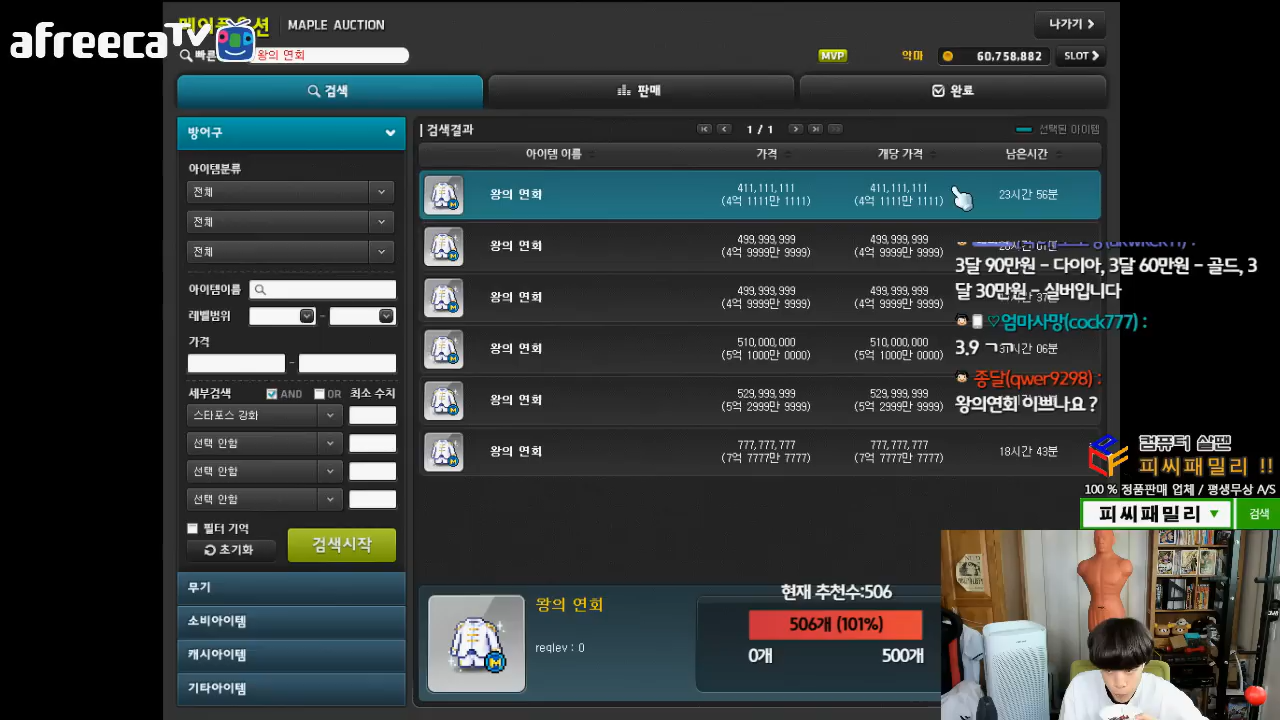 afreecaTV
MAPLE AUCTION
나가기
왕의 연회
MVP
악마
60,758,882
SLOT
검색
판매
완료
방어구
아이템분류
전체
전체
전체
아이템이름
레벨범위
-
가격
-
세부검색
AND
OR
최소 수치
스타포스 강화
선택 안함
선택 안함
선택 안함
필터 기억
초기화
검색시작
무기
소비아이템
캐시아이템
기타아이템
검색결과
1 / 1
선택된 아이템
아이템 이름
가격
개당 가격
남은시간
왕의 연회
411,111,111
(4억 1111만 1111)
411,111,111
(4억 1111만 1111)
23시간 56분
왕의 연회
499,999,999
(4억 9999만 9999)
499,999,999
(4억 9999만 9999)
왕의 연회
499,999,999
(4억 9999만 9999)
499,999,999
(4억 9999만 9999)
왕의 연회
510,000,000
(5억 1000만 0000)
510,000,000
(5억 1000만 0000)
시간 06분
왕의 연회
529,999,999
(5억 2999만 9999)
529,999,999
(5억 2999만 9999)
왕의 연회
777,777,777
(7억 7777만 7777)
777,777,777
(7억 7777만 7777)
18시간 43분
왕의 연회
reqlev : 0
현재 추천수:506
506개 (101%)
0개
500개
3달 90만원 - 다이아, 3달 60만원 - 골드, 3
달 30만원 - 실버입니다
♡엄마사망(cock777) :
3.9 ㄱㄲ
종달(qwer9298) :
왕의연회 이쁘나요 ?
컴퓨터 살땐
피씨패밀리 !!
100 % 정품판매 업체 / 평생무상 A/S
피씨패밀리
검색